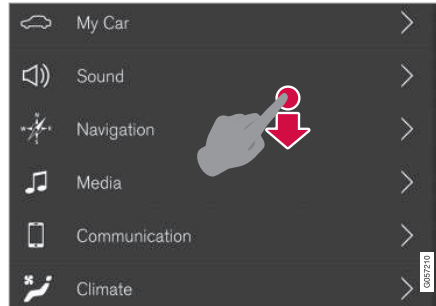 My Car
Sound
Navigation
Media
Communication
Climate
G057210